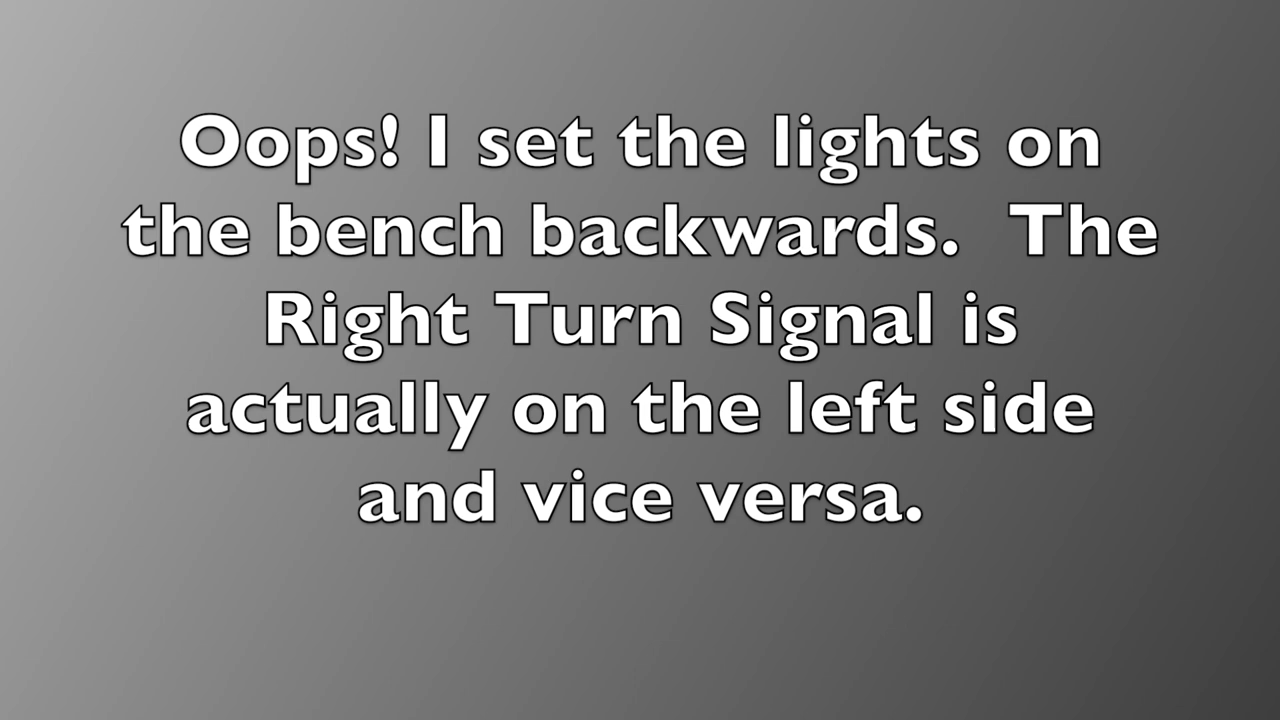 Oops! I set the lights on
the bench backwards.  The
Right Turn Signal is
actually on the left side
and vice versa.